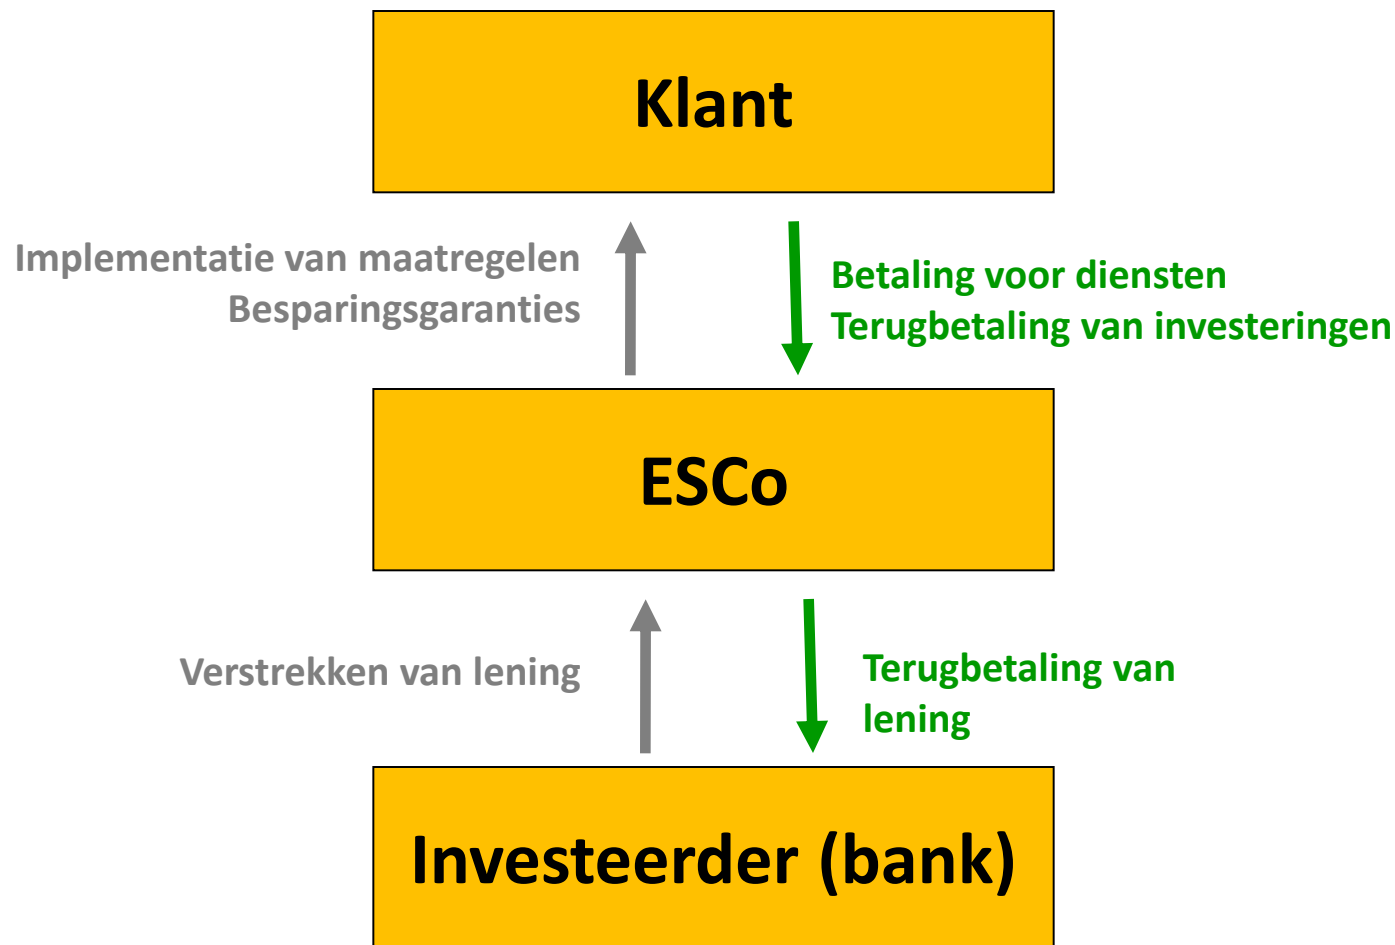 Klant
Implementatie van maatregelen
Besparingsgaranties
Betaling voor diensten
Terugbetaling van investeringen
ESCo
Verstrekken van lening
Terugbetaling van
lening
Investeerder (bank)